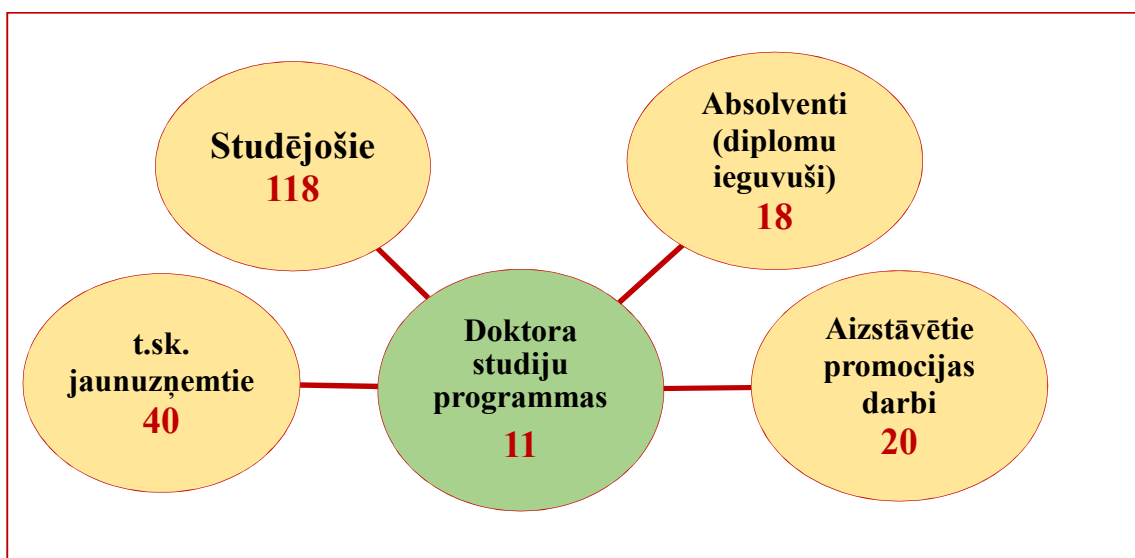 Studējošie
118
Absolventi
(diplomu
ieguvuši)
18
t.sk.
jaunuzņemtie
40
Doktora
studiju
programmas
11
Aizstāvētie
promocijas
darbi
20